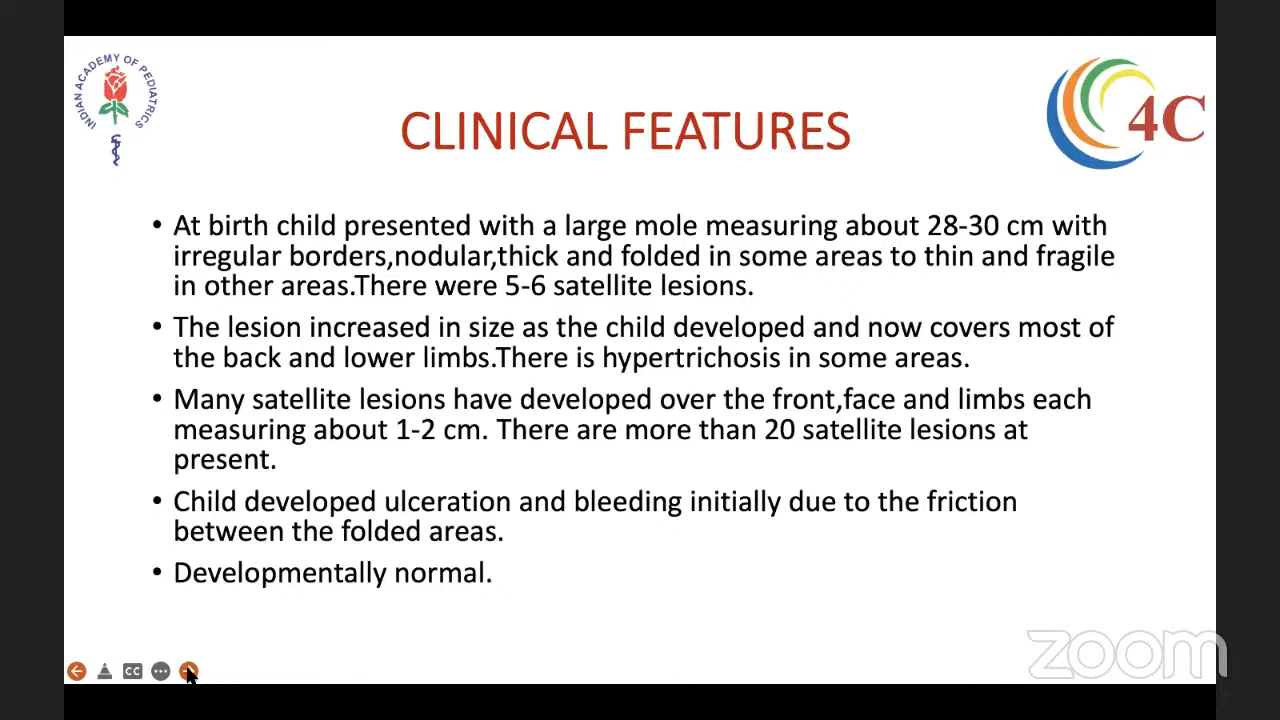 INDIAN ACADEMY OF PEDIATRICS
4C
CLINICAL FEATURES
• At birth child presented with a large mole measuring about 28-30 cm with
irregular borders,nodular,thick and folded in some areas to thin and fragile
in other areas.There were 5-6 satellite lesions.
• The lesion increased in size as the child developed and now covers most of
the back and lower limbs.There is hypertrichosis in some areas.
• Many satellite lesions have developed over the front,face and limbs each
measuring about 1-2 cm. There are more than 20 satellite lesions at
present.
• Child developed ulceration and bleeding initially due to the friction
between the folded areas.
• Developmentally normal.
CC
zoom